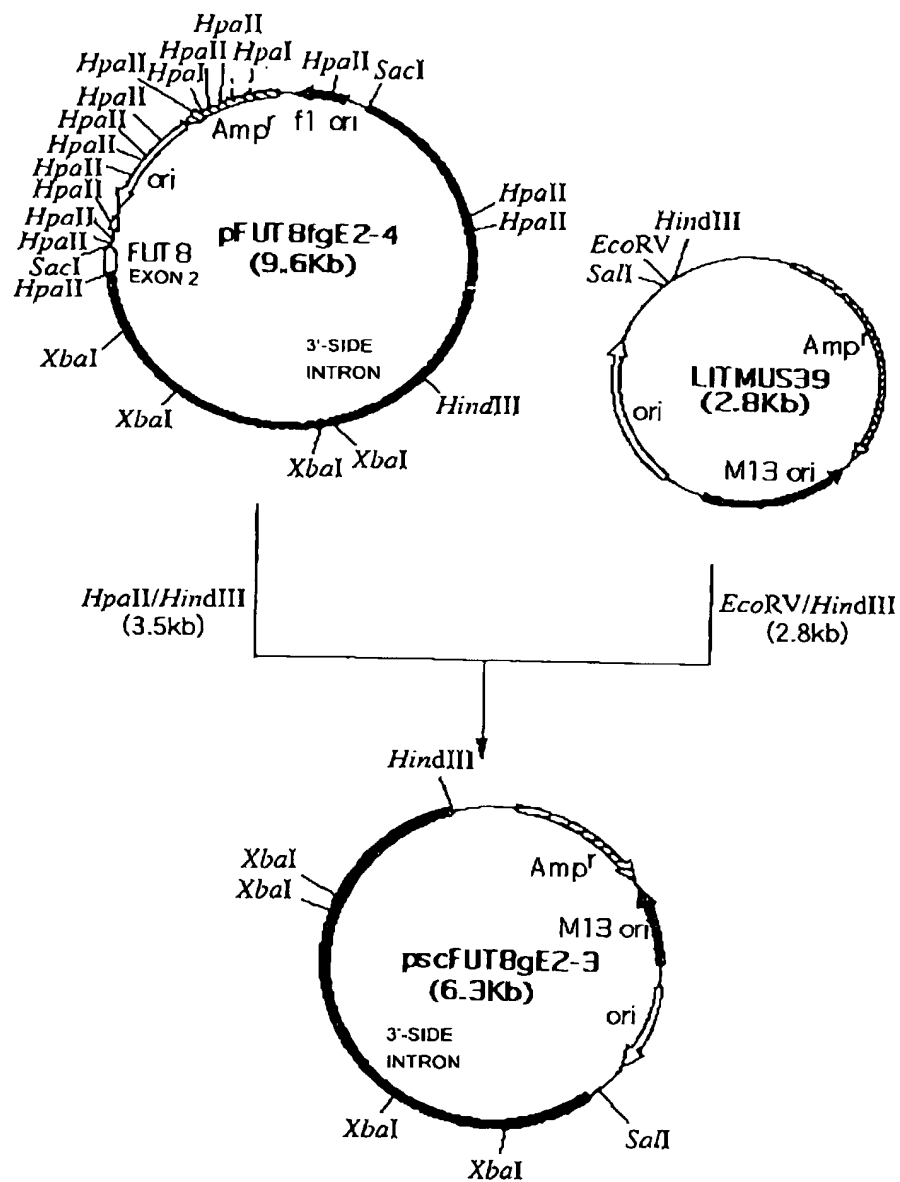 HpaII
HpaII HpaI
HpaII HpaI HpaII SacI
HpaII
HpaII
HpaII
HpaII
HpaII
HpaII
HpaII
SacI
HpaII
Ampʳ f1 ori
ori
pFUT8fgE2-4
(9.6Kb)
FUT8
EXON 2
HpaII
HpaII
XbaI
XbaI
3'-SIDE
INTRON
HindIII
XbaI XbaI
HindIII
EcoRV
SalI
Ampʳ
LITMUS39
(2.8Kb)
ori
M13 ori
HpaII/HindIII
(3.5kb)
EcoRV/HindIII
(2.8kb)
HindIII
XbaI
XbaI
Ampʳ
M13 ori
pscFUT8gE2-3
(6.3Kb)
ori
3'-SIDE
INTRON
XbaI
XbaI
SalI